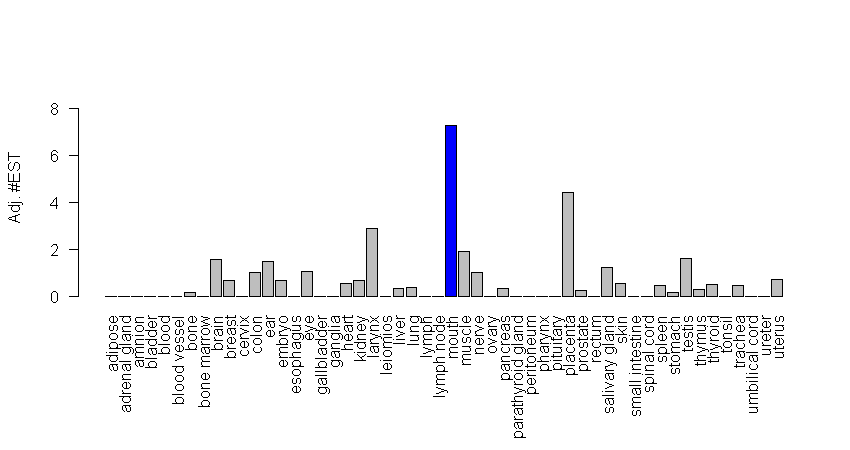 Adj. #EST
8
6
4
2
0
adipose
adrenal gland
amnion
bladder
blood
blood vessel
bone
bone marrow
brain
breast
cervix
colon
ear
embryo
esophagus
eye
gallbladder
ganglia
heart
kidney
larynx
leiomios
liver
lung
lymph
lymph node
mouth
muscle
nerve
ovary
pancreas
parathyroid gland
peritoneum
pharynx
pituitary
placenta
prostate
rectum
salivary gland
skin
small intestine
spinal cord
spleen
stomach
testis
thymus
thyroid
tonsil
trachea
umbilical cord
ureter
uterus